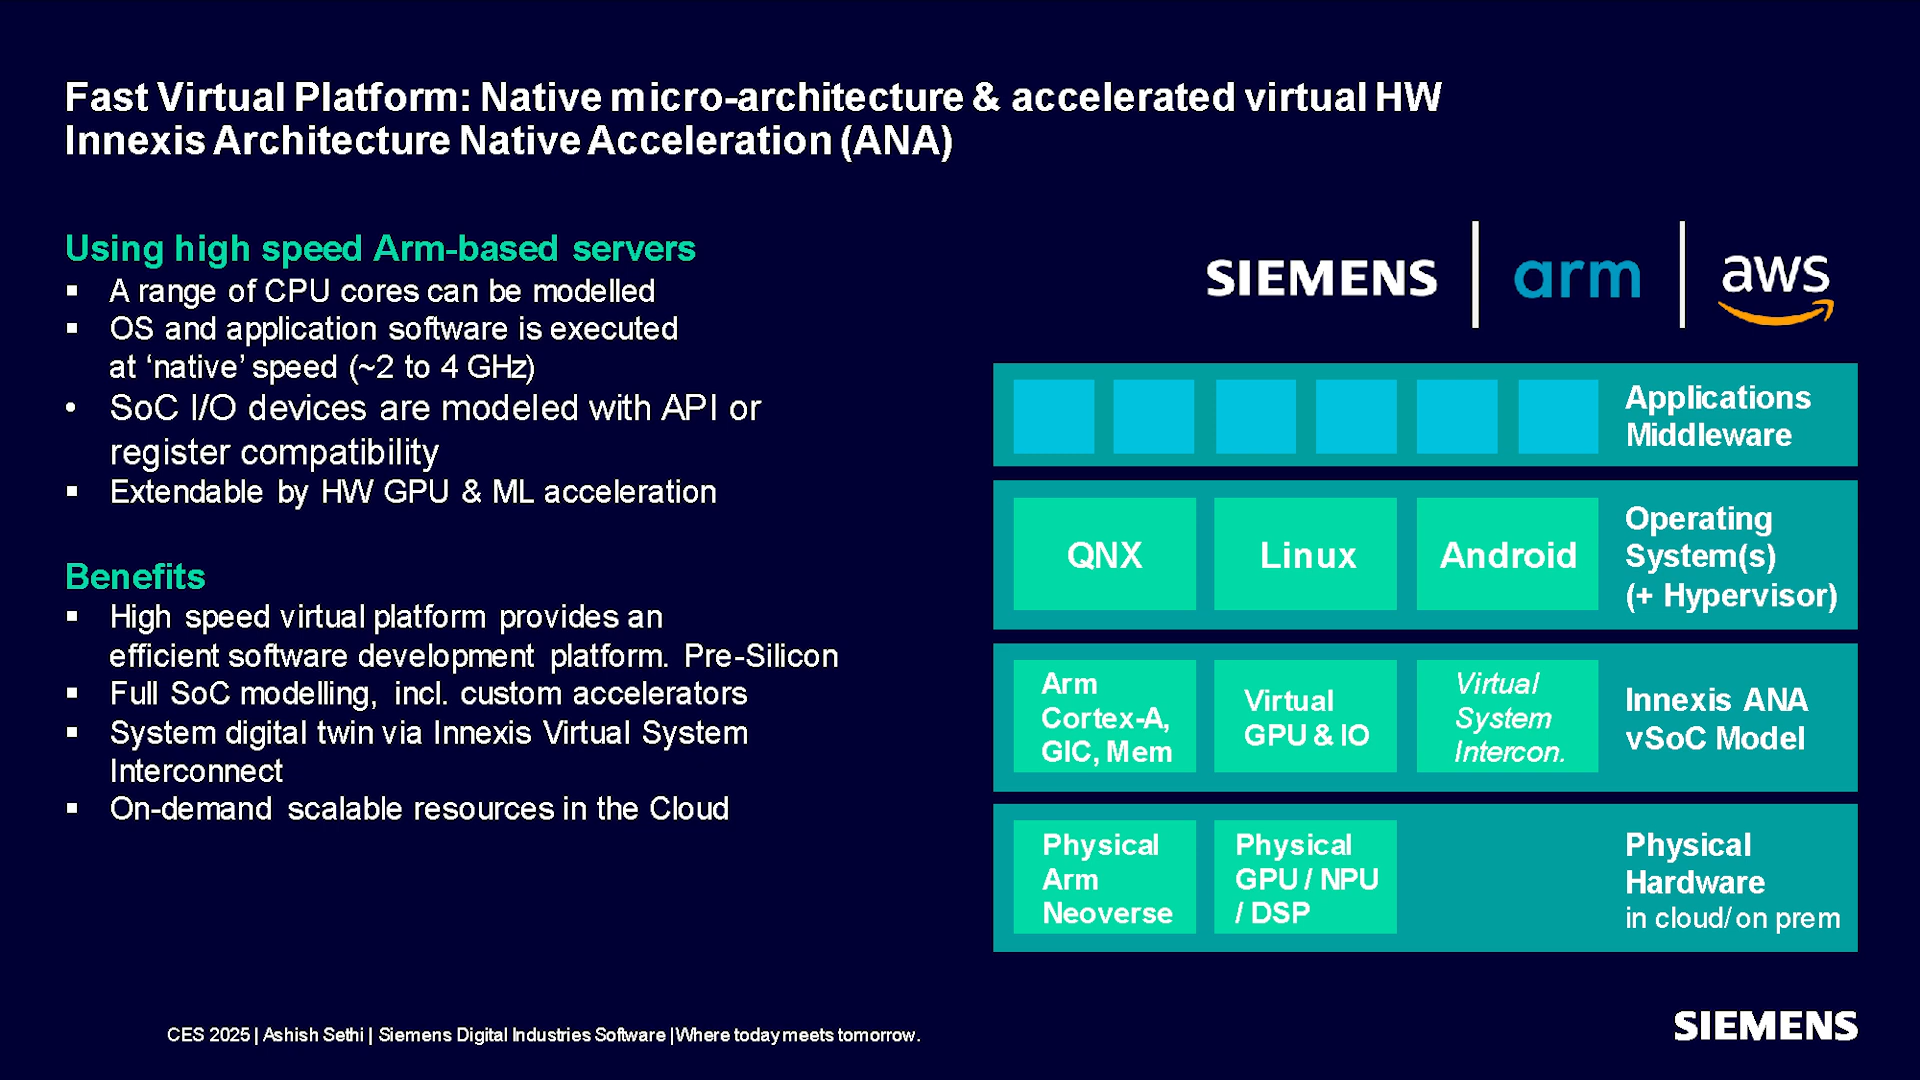 Fast Virtual Platform: Native micro-architecture & accelerated virtual HW
Innexis Architecture Native Acceleration (ANA)
Using high speed Arm-based servers
▪ A range of CPU cores can be modelled
▪ OS and application software is executed
at ‘native’ speed (~2 to 4 GHz)
• SoC I/O devices are modeled with API or
register compatibility
▪ Extendable by HW GPU & ML acceleration
Benefits
▪ High speed virtual platform provides an
efficient software development platform. Pre-Silicon
▪ Full SoC modelling, incl. custom accelerators
▪ System digital twin via Innexis Virtual System
Interconnect
▪ On-demand scalable resources in the Cloud
SIEMENS
arm
aws
Applications
Middleware
QNX
Linux
Android
Operating
System(s)
(+ Hypervisor)
Arm
Cortex-A,
GIC, Mem
Virtual
GPU & IO
Virtual
System
Intercon.
Innexis ANA
vSoC Model
Physical
Arm
Neoverse
Physical
GPU / NPU
/ DSP
Physical
Hardware
in cloud/ on prem
CES 2025 | Ashish Sethi | Siemens Digital Industries Software | Where today meets tomorrow.
SIEMENS